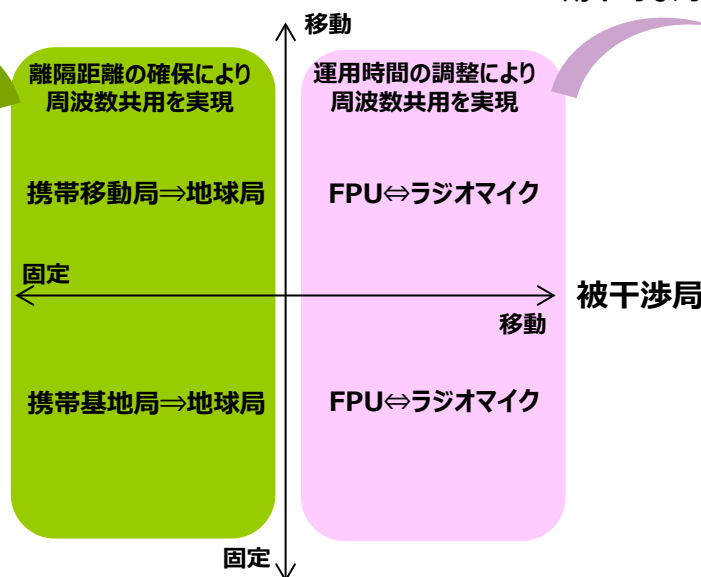 移動
離隔距離の確保により
周波数共用を実現
運用時間の調整により
周波数共用を実現
携帯移動局⇒地球局
FPU⇔ラジオマイク
固定
被干渉局
移動
携帯基地局⇒地球局
FPU⇔ラジオマイク
固定